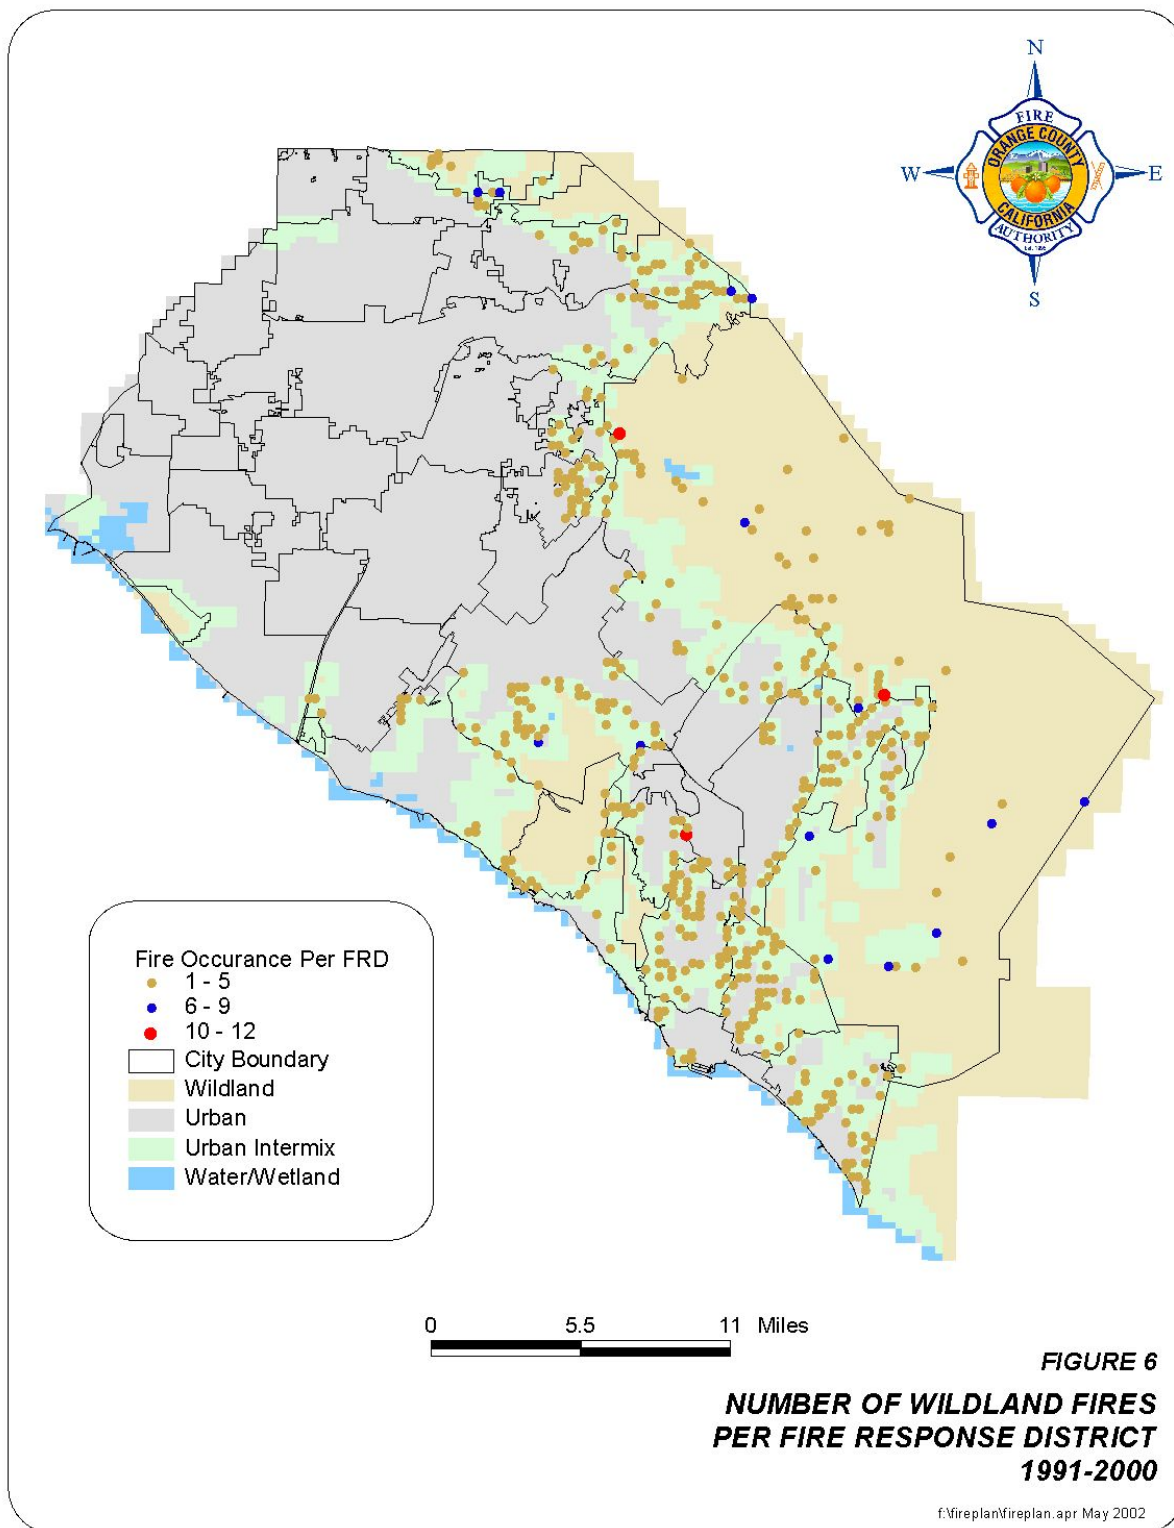 N
W
E
S
FIRE
ORANGE COUNTY
CALIFORNIA
AUTHORITY
Fire Occurance Per FRD
1 - 5
6 - 9
10 - 12
City Boundary
Wildland
Urban
Urban Intermix
Water/Wetland
0 5.5 11 Miles
FIGURE 6
NUMBER OF WILDLAND FIRES
PER FIRE RESPONSE DISTRICT
1991-2000
f:\fireplan\fireplan.apr May 2002